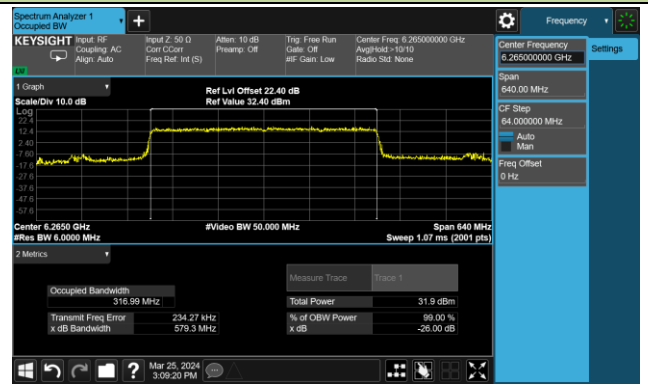 Spectrum Analyzer 1
Occupied BW
Frequency
KEYSIGHT
Input: RF
Coupling: AC
Align: Auto
Input Z: 50 Ω
Corr CCorr
Freq Ref: Int (S)
Atten: 10 dB
Preamp: Off
Trig: Free Run
Gate: Off
#IF Gain: Low
Center Freq: 6.265000000 GHz
Avg|Hold:>10/10
Radio Std: None
Center Frequency
6.265000000 GHz
Settings
Span
640.00 MHz
CF Step
64.000000 MHz
Auto
Man
Freq Offset
0 Hz
1 Graph
Scale/Div 10.0 dB
Ref Lvl Offset 22.40 dB
Ref Value 32.40 dBm
Log
22.4
12.4
2.40
-7.60
-17.6
-27.6
-37.6
-47.6
-57.6
Center 6.2650 GHz
#Video BW 50.000 MHz
Span 640 MHz
#Res BW 6.0000 MHz
Sweep 1.07 ms (2001 pts)
2 Metrics
Measure Trace
Trace 1
Occupied Bandwidth
316.99 MHz
Total Power
31.9 dBm
Transmit Freq Error
234.27 kHz
% of OBW Power
99.00 %
x dB Bandwidth
579.3 MHz
x dB
-26.00 dB
Mar 25, 2024
3:09:20 PM